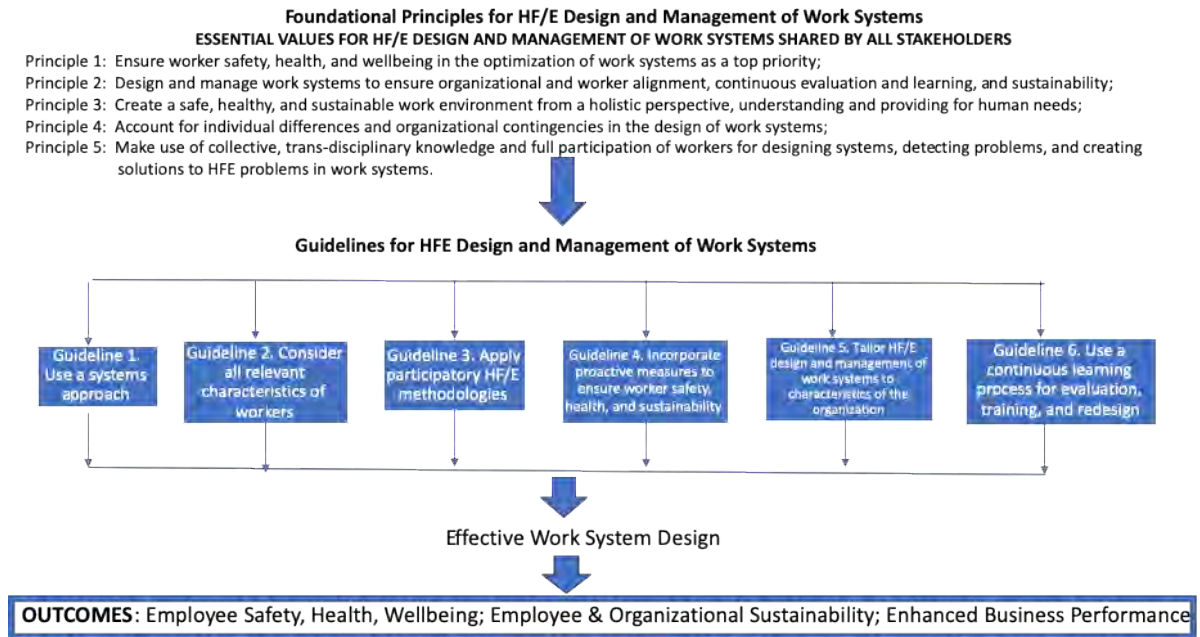 Foundational Principles for HF/E Design and Management of Work Systems
ESSENTIAL VALUES FOR HF/E DESIGN AND MANAGEMENT OF WORK SYSTEMS SHARED BY ALL STAKEHOLDERS
Principle 1: Ensure worker safety, health, and wellbeing in the optimization of work systems as a top priority;
Principle 2: Design and manage work systems to ensure organizational and worker alignment, continuous evaluation and learning, and sustainability;
Principle 3: Create a safe, healthy, and sustainable work environment from a holistic perspective, understanding and providing for human needs;
Principle 4: Account for individual differences and organizational contingencies in the design of work systems;
Principle 5: Make use of collective, trans-disciplinary knowledge and full participation of workers for designing systems, detecting problems, and creating
solutions to HFE problems in work systems.
Guidelines for HFE Design and Management of Work Systems
Guideline 1.
Use a systems
approach
Guideline 2. Consider
all relevant
characteristics of
workers
Guideline 3. Apply
participatory HF/E
methodologies
Guideline 4. Incorporate
proactive measures to
ensure worker safety,
health, and sustainability
Guideline 5. Tailor HF/E
design and management of
work systems to
characteristics of the
organization
Guideline 6. Use a
continuous learning
process for evaluation,
training, and redesign
Effective Work System Design
OUTCOMES: Employee Safety, Health, Wellbeing; Employee & Organizational Sustainability; Enhanced Business Performance